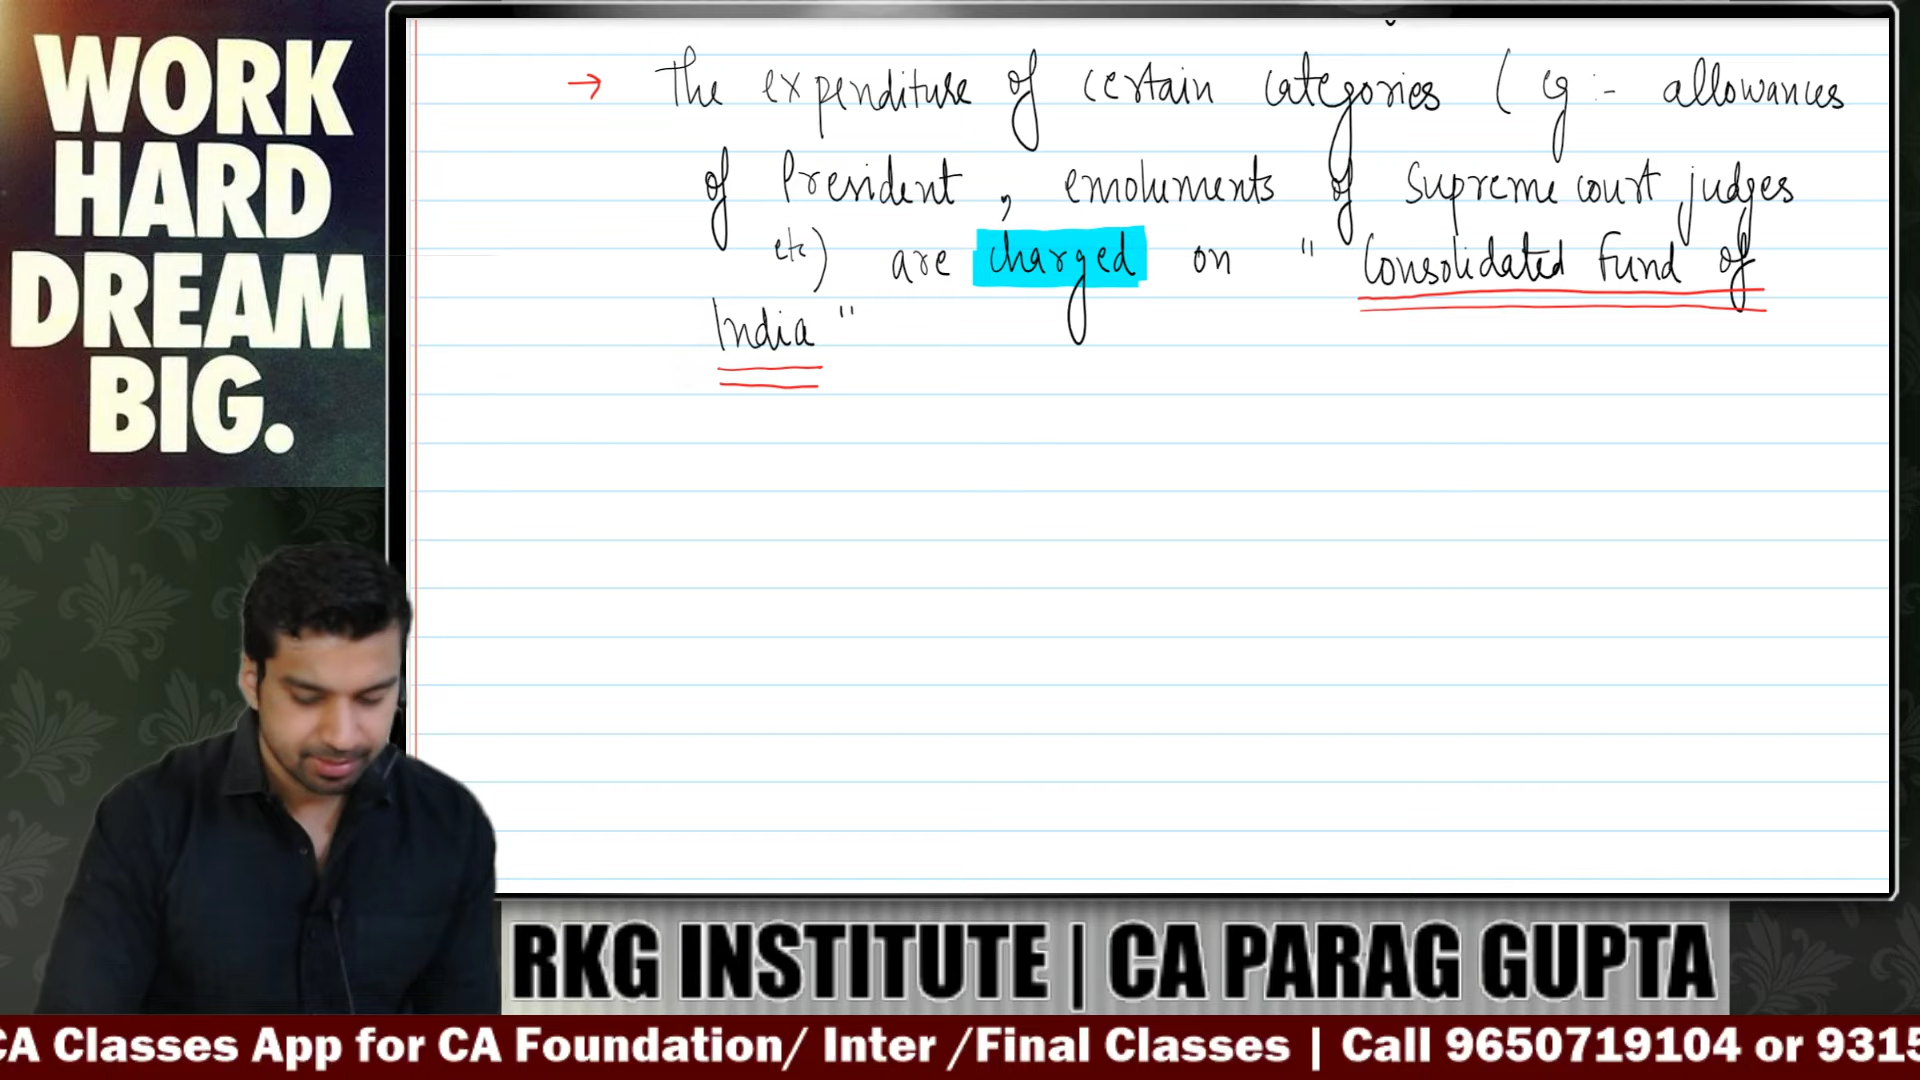 WORK
HARD
DREAM
BIG.
→ The expenditure of certain categories ( eg :- allowances
of President , emoluments of Supreme court judges
etc) are charged on " Consolidated Fund of
India "
RKG INSTITUTE | CA PARAG GUPTA
CA Classes App for CA Foundation/ Inter /Final Classes | Call 9650719104 or 9315